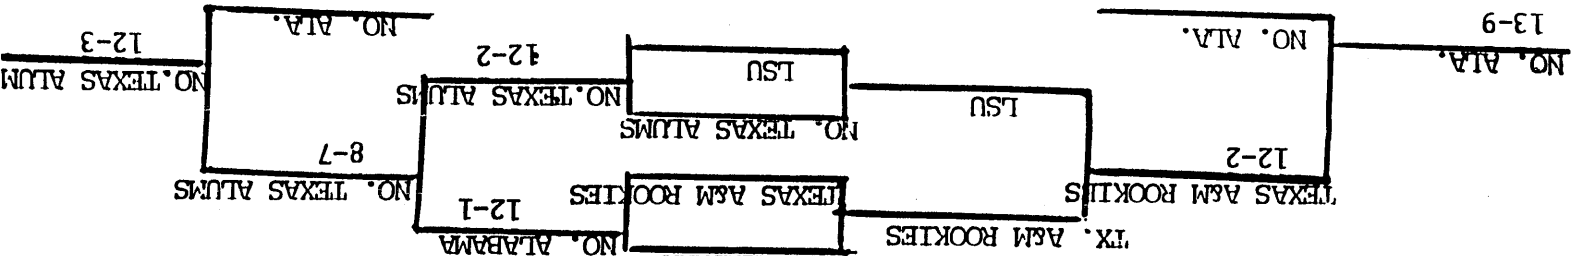 NO. ALABAMA
TX. A&M ROOKIES
12-1
TEXAS A&M ROOKIES
TEXAS A&M ROOKIES
NO. TEXAS ALUMS
12-2
8-7
NO. TEXAS ALUMS
LSU
NO.TEXAS ALUMS
NO.TEXAS ALUM
LSU
NO. ALA.
12-2
12-3
NO. ALA.
13-9
NO. ALA.